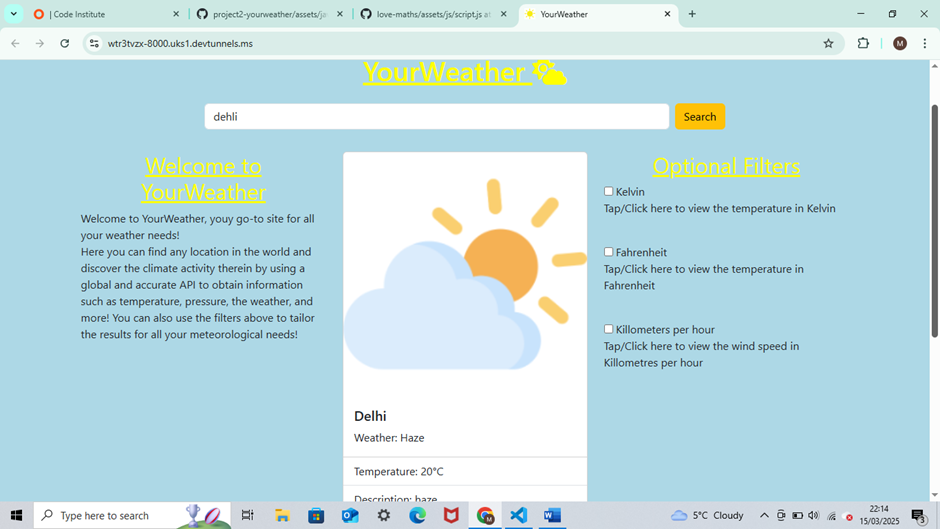 | Code Institute
project2-yourweather/assets/ja
love-maths/assets/js/script.js at
YourWeather
wtr3tvzx-8000.uks1.devtunnels.ms
M
YourWeather
dehli
Search
Welcome to
YourWeather
Welcome to YourWeather, youy go-to site for all
your weather needs!
Here you can find any location in the world and
discover the climate activity therein by using a
global and accurate API to obtain information
such as temperature, pressure, the weather, and
more! You can also use the filters above to tailor
the results for all your meteorological needs!
Delhi
Weather: Haze
Temperature: 20°C
Description: haze
Optional Filters
Kelvin
Tap/Click here to view the temperature in Kelvin
Fahrenheit
Tap/Click here to view the temperature in
Fahrenheit
Killometers per hour
Tap/Click here to view the wind speed in
Killometres per hour
Type here to search
5°C Cloudy
22:14
15/03/2025
3